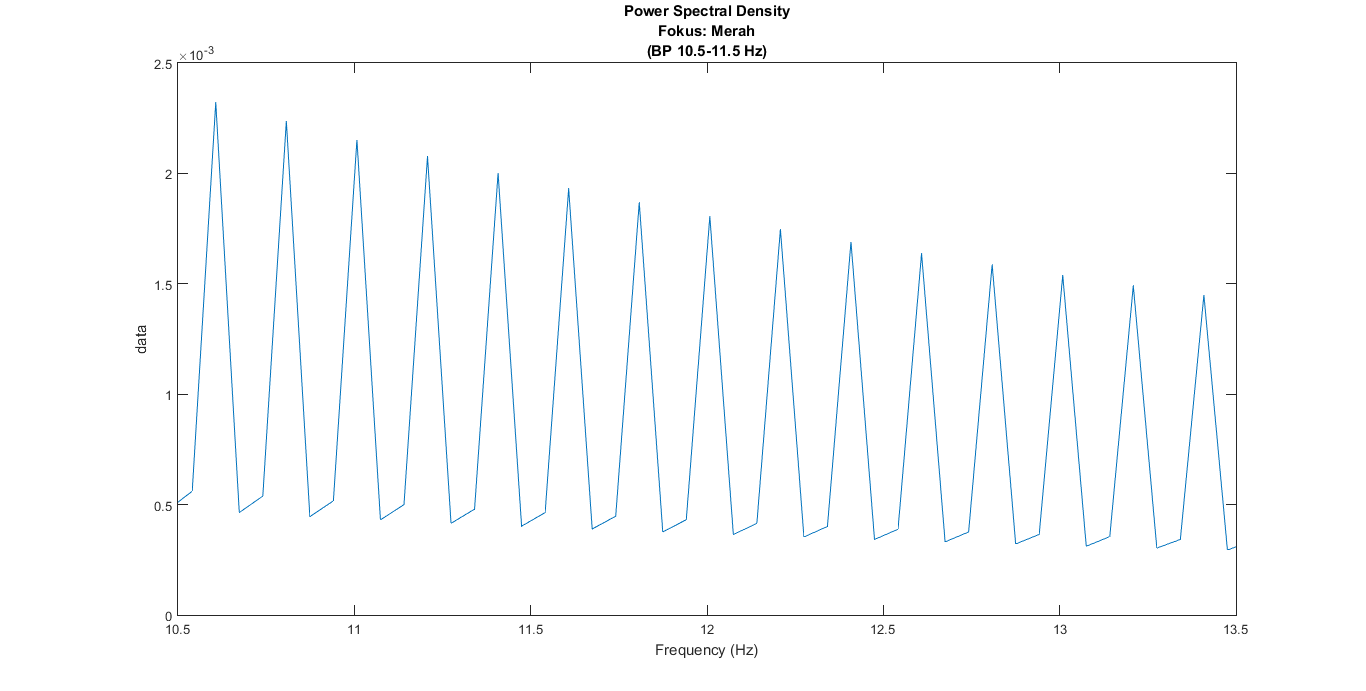 Power Spectral Density
Fokus: Merah
(BP 10.5-11.5 Hz)
×10-3
2.5
2
1.5
1
0.5
0
data
10.5 11 11.5 12 12.5 13 13.5
Frequency (Hz)